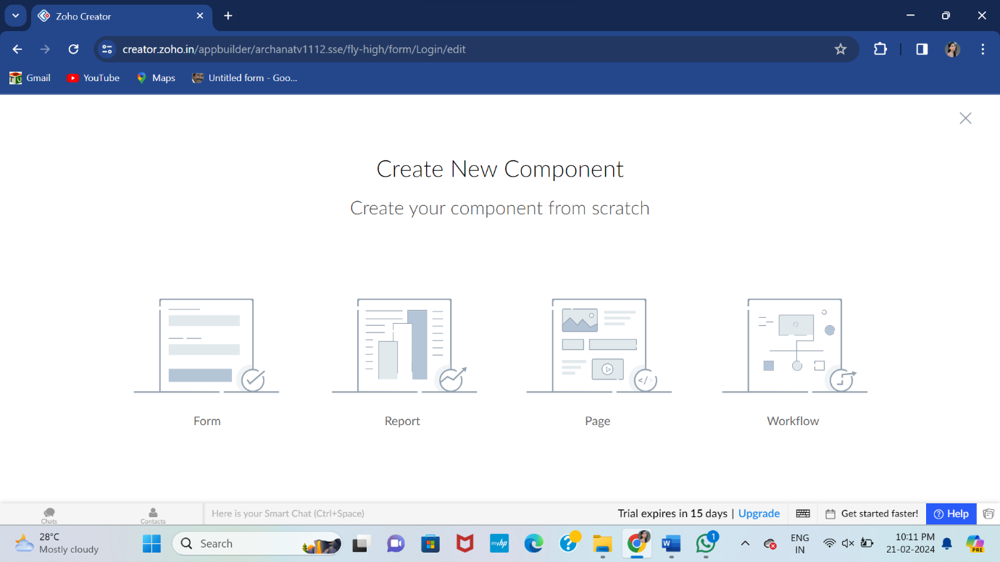 Zoho Creator
creator.zoho.in/appbuilder/archanatv1112.sse/fly-high/form/Login/edit
Gmail
YouTube
Maps
Untitled form - Goo...
Create New Component
Create your component from scratch
</>
Form
Report
Page
Workflow
Chats
Contacts
Here is your Smart Chat (Ctrl+Space)
Trial expires in 15 days | Upgrade
Get started faster!
Help
28°C
Mostly cloudy
Search
myhp
W
1
ENG
IN
10:11 PM
21-02-2024
PRE